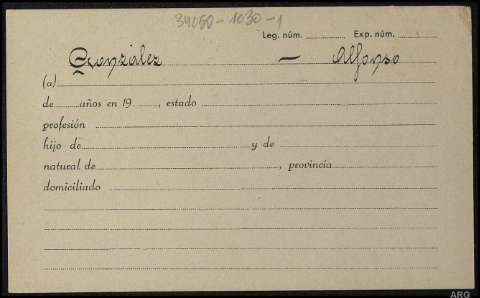 34050-1030-1
Leg. núm. Exp. núm.
González - Alfonso
(a)
de años en 19 , estado
profesión
hijo de y de
natural de , provincia
domiciliado
ARG